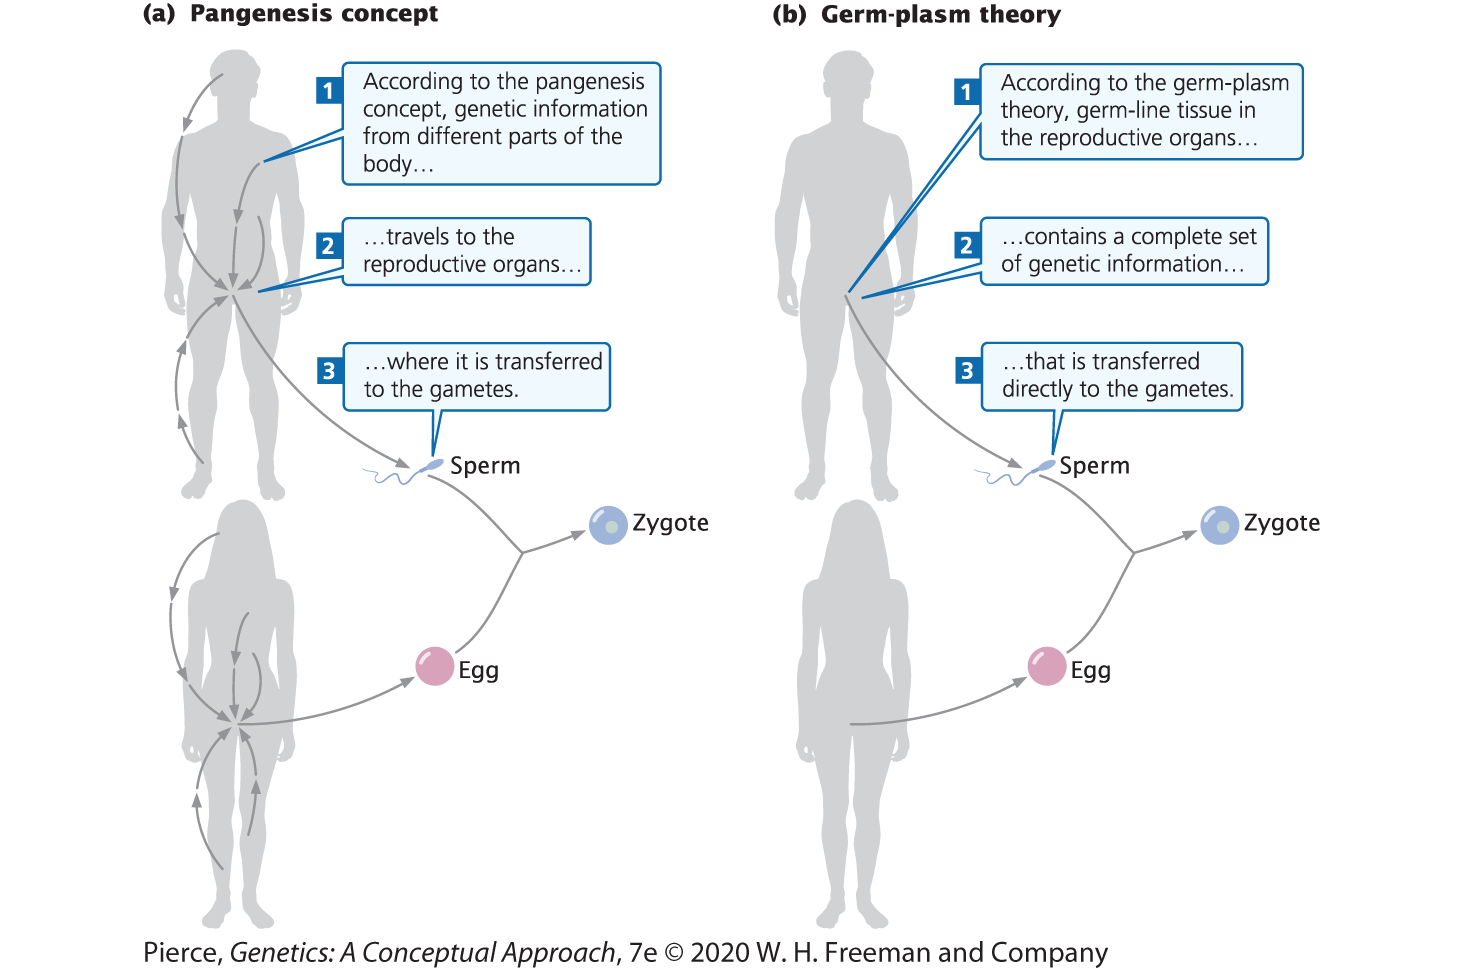 (a) Pangenesis concept
1
According to the pangenesis
concept, genetic information
from different parts of the
body…
2
…travels to the
reproductive organs…
3
…where it is transferred
to the gametes.
Sperm
Zygote
Egg
(b) Germ-plasm theory
1
According to the germ-plasm
theory, germ-line tissue in
the reproductive organs…
2
…contains a complete set
of genetic information…
3
…that is transferred
directly to the gametes.
Sperm
Zygote
Egg
Pierce, Genetics: A Conceptual Approach, 7e © 2020 W. H. Freeman and Company